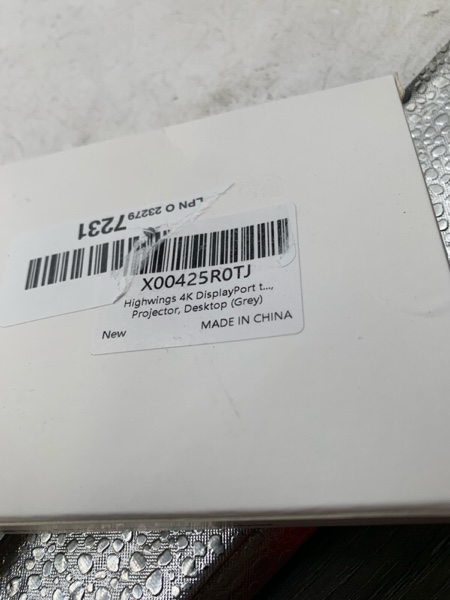 LPN O 23279 7231
X00425R0TJ
Highwings 4K DisplayPort t...,
Projector, Desktop (Grey)
New
MADE IN CHINA